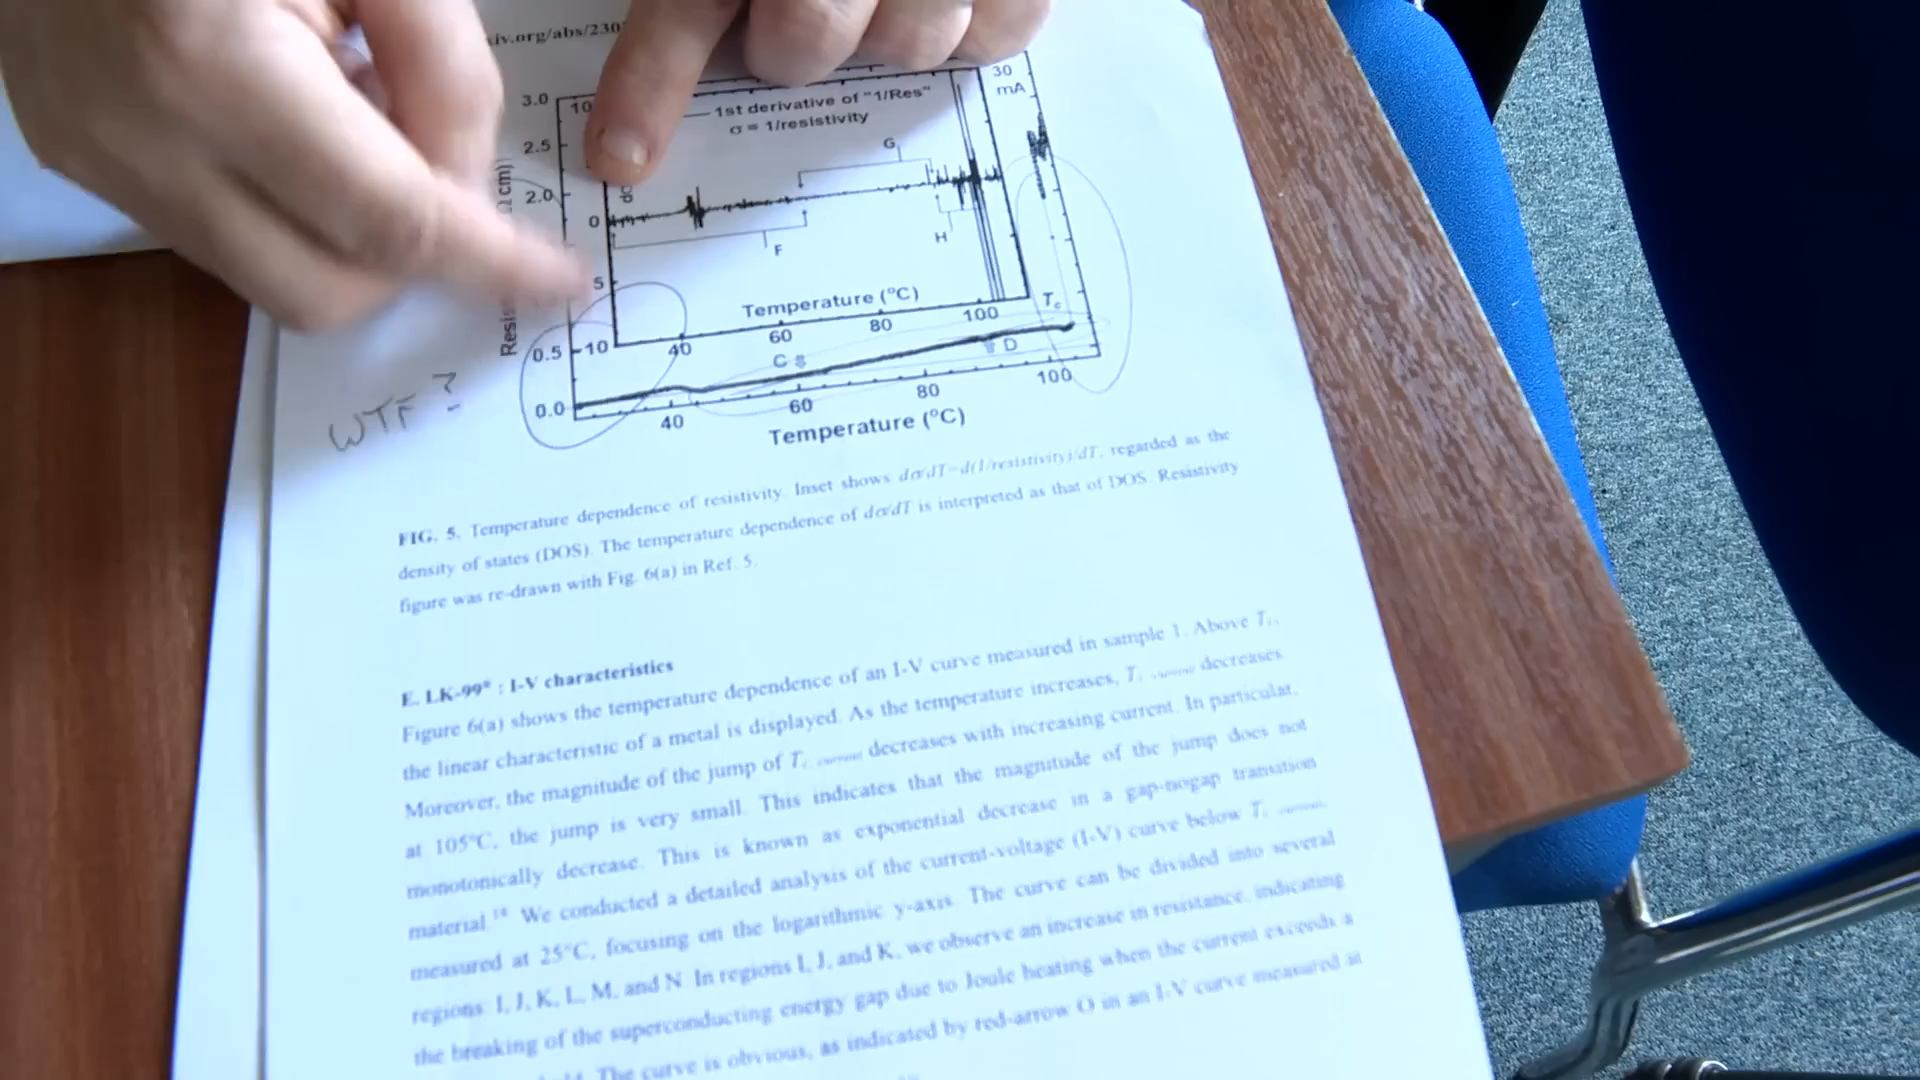 xiv.org/abs/230
3.0
10
30
1st derivative of "1/Res"
mA
σ = 1/resistivity
2.5
G
2.0
0
F
H
5
Temperature (°C)
Tc
0.5
-10
40
60
80
100
C
D
0.0
40
60
80
100
Temperature (°C)
WTF?
FIG. 5. Temperature dependence of resistivity. Inset shows dσ/dT=d(1/resistivity)/dT, regarded as the
density of states (DOS). The temperature dependence of dσ/dT is interpreted as that of DOS. Resistivity
figure was re-drawn with Fig. 6(a) in Ref. 5.
E. LK-99® : I-V characteristics
Figure 6(a) shows the temperature dependence of an I-V curve measured in sample 1. Above Tc,
the linear characteristic of a metal is displayed. As the temperature increases, Tc, current decreases.
Moreover, the magnitude of the jump of Tc, current decreases with increasing current. In particular,
at 105°C, the jump is very small. This indicates that the magnitude of the jump does not
monotonically decrease. This is known as exponential decrease in a gap-nogap transition
material. We conducted a detailed analysis of the current-voltage (I-V) curve below Tc, current,
measured at 25°C, focusing on the logarithmic y-axis. The curve can be divided into several
regions: I, J, K, L, M, and N. In regions I, J, and K, we observe an increase in resistance, indicating
the breaking of the superconducting energy gap due to Joule heating when the current exceeds a
The curve is obvious, as indicated by red-arrow O in an I-V curve measured at